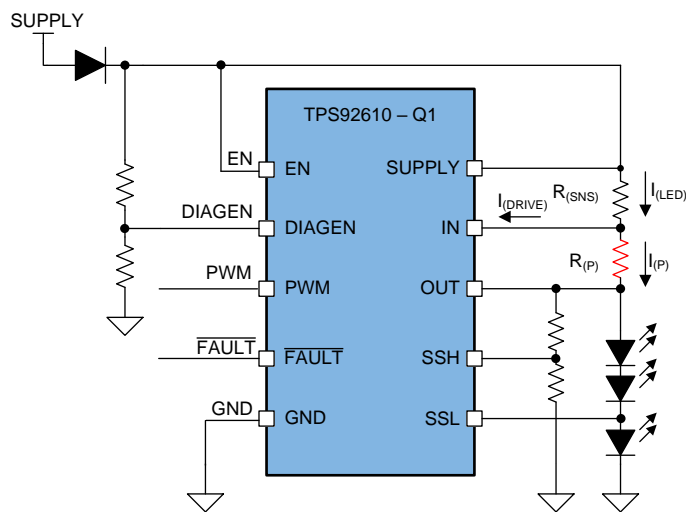 SUPPLY
TPS92610 – Q1
EN
EN
SUPPLY
R(SNS)
I(LED)
I(DRIVE)
DIAGEN
DIAGEN
IN
R(P)
I(P)
PWM
PWM
OUT
FAULT
FAULT
SSH
GND
GND
SSL